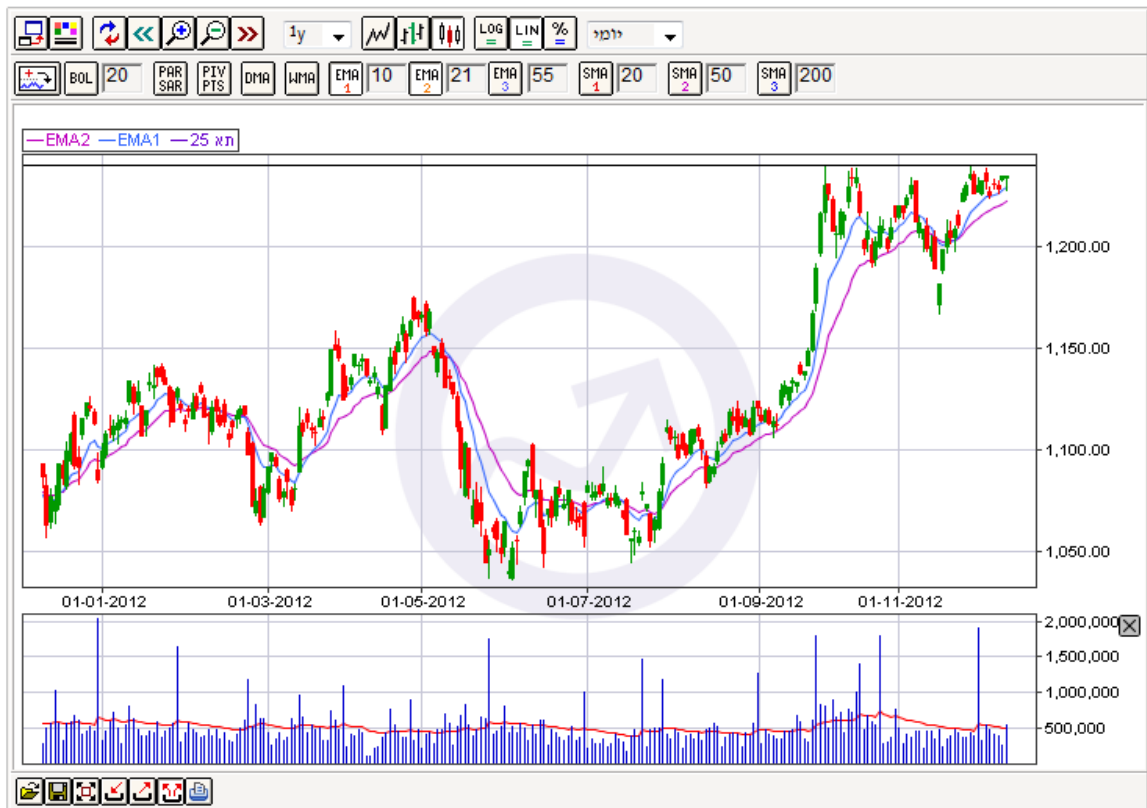 1y LOG LIN % יומי
BOL 20 PAR SAR PIV PTS DMA WMA EMA 1 10 EMA 2 21 EMA 3 55 SMA 1 20 SMA 2 50 SMA 3 200
EMA2 EMA1 תא 25
1,200.00
1,150.00
1,100.00
1,050.00
01-01-2012 01-03-2012 01-05-2012 01-07-2012 01-09-2012 01-11-2012
2,000,000
1,500,000
1,000,000
500,000